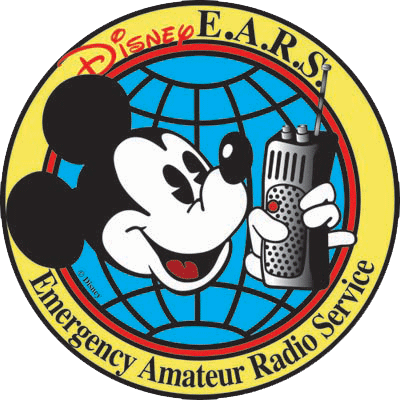 Disney E.A.R.S.
© Disney
Emergency Amateur Radio Service